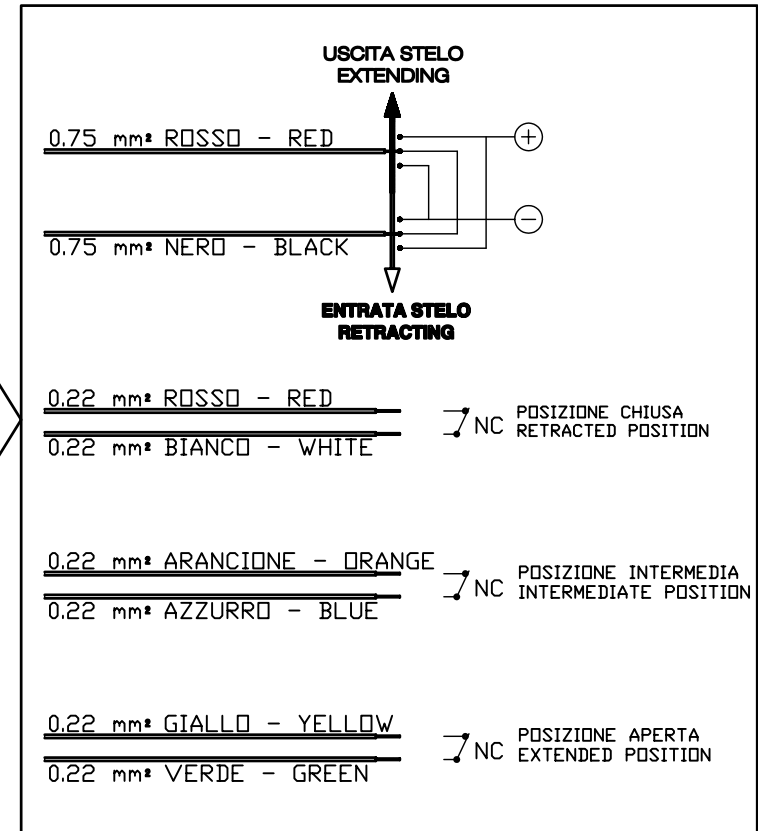 USCITA STELO
EXTENDING
0.75 mm² ROSSO - RED
+
-
0.75 mm² NERO - BLACK
ENTRATA STELO
RETRACTING
0.22 mm² ROSSO - RED
0.22 mm² BIANCO - WHITE
NC
POSIZIONE CHIUSA
RETRACTED POSITION
0.22 mm² ARANCIONE - ORANGE
0.22 mm² AZZURRO - BLUE
NC
POSIZIONE INTERMEDIA
INTERMEDIATE POSITION
0.22 mm² GIALLO - YELLOW
0.22 mm² VERDE - GREEN
NC
POSIZIONE APERTA
EXTENDED POSITION